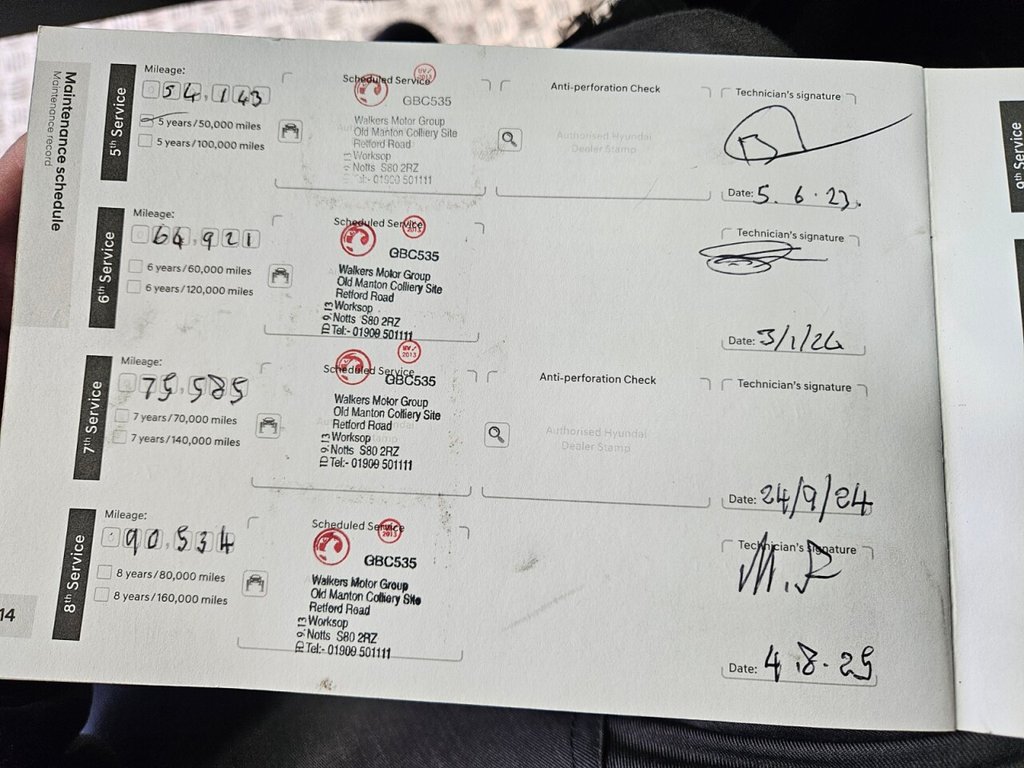 Maintenance schedule
Maintenance record
5th Service
Mileage:
054,143
5 years/50,000 miles
5 years/100,000 miles
Scheduled Service
2013
GBC535
Walkers Motor Group
Old Manton Colliery Site
Retford Road
Worksop
Notts S80 2RZ
Tel:- 01909 501111
Anti-perforation Check
Authorised Hyundai
Dealer Stamp
Technician's signature
Date: 5.6.23.
6th Service
Mileage:
64,921
6 years/60,000 miles
6 years/120,000 miles
Scheduled Service
2013
GBC535
Walkers Motor Group
Old Manton Colliery Site
Retford Road
Worksop
Notts S80 2RZ
Tel:- 01909 501111
Technician's signature
Date: 3/1/24
7th Service
Mileage:
75,585
7 years/70,000 miles
7 years/140,000 miles
Scheduled Service
2013
GBC535
Walkers Motor Group
Old Manton Colliery Site
Retford Road
Worksop
Notts S80 2RZ
Tel:- 01909 501111
Anti-perforation Check
Authorised Hyundai
Dealer Stamp
Technician's signature
Date: 24/9/24
8th Service
Mileage:
90,534
8 years/80,000 miles
8 years/160,000 miles
Scheduled Service
2013
GBC535
Walkers Motor Group
Old Manton Colliery Site
Retford Road
Worksop
Notts S80 2RZ
Tel:- 01909 501111
Technician's signature
M.R
Date: 4.8.25
14
9th Service